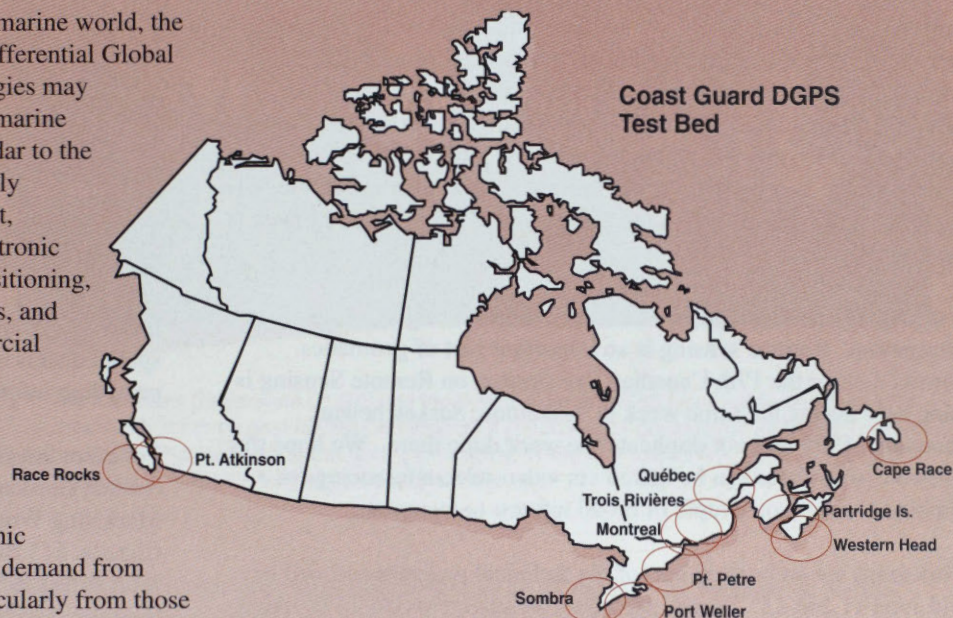 marine world, the
fferential Global
gies may
marine
lar to the
ly
t,
tronic
sitioning,
s, and
rcial
nic
demand from
cularly from those
Coast Guard DGPS
Test Bed
Race Rocks
Pt. Atkinson
Québec
Trois Rivières
Montreal
Cape Race
Partridge Is.
Western Head
Pt. Petre
Sombra
Port Weller